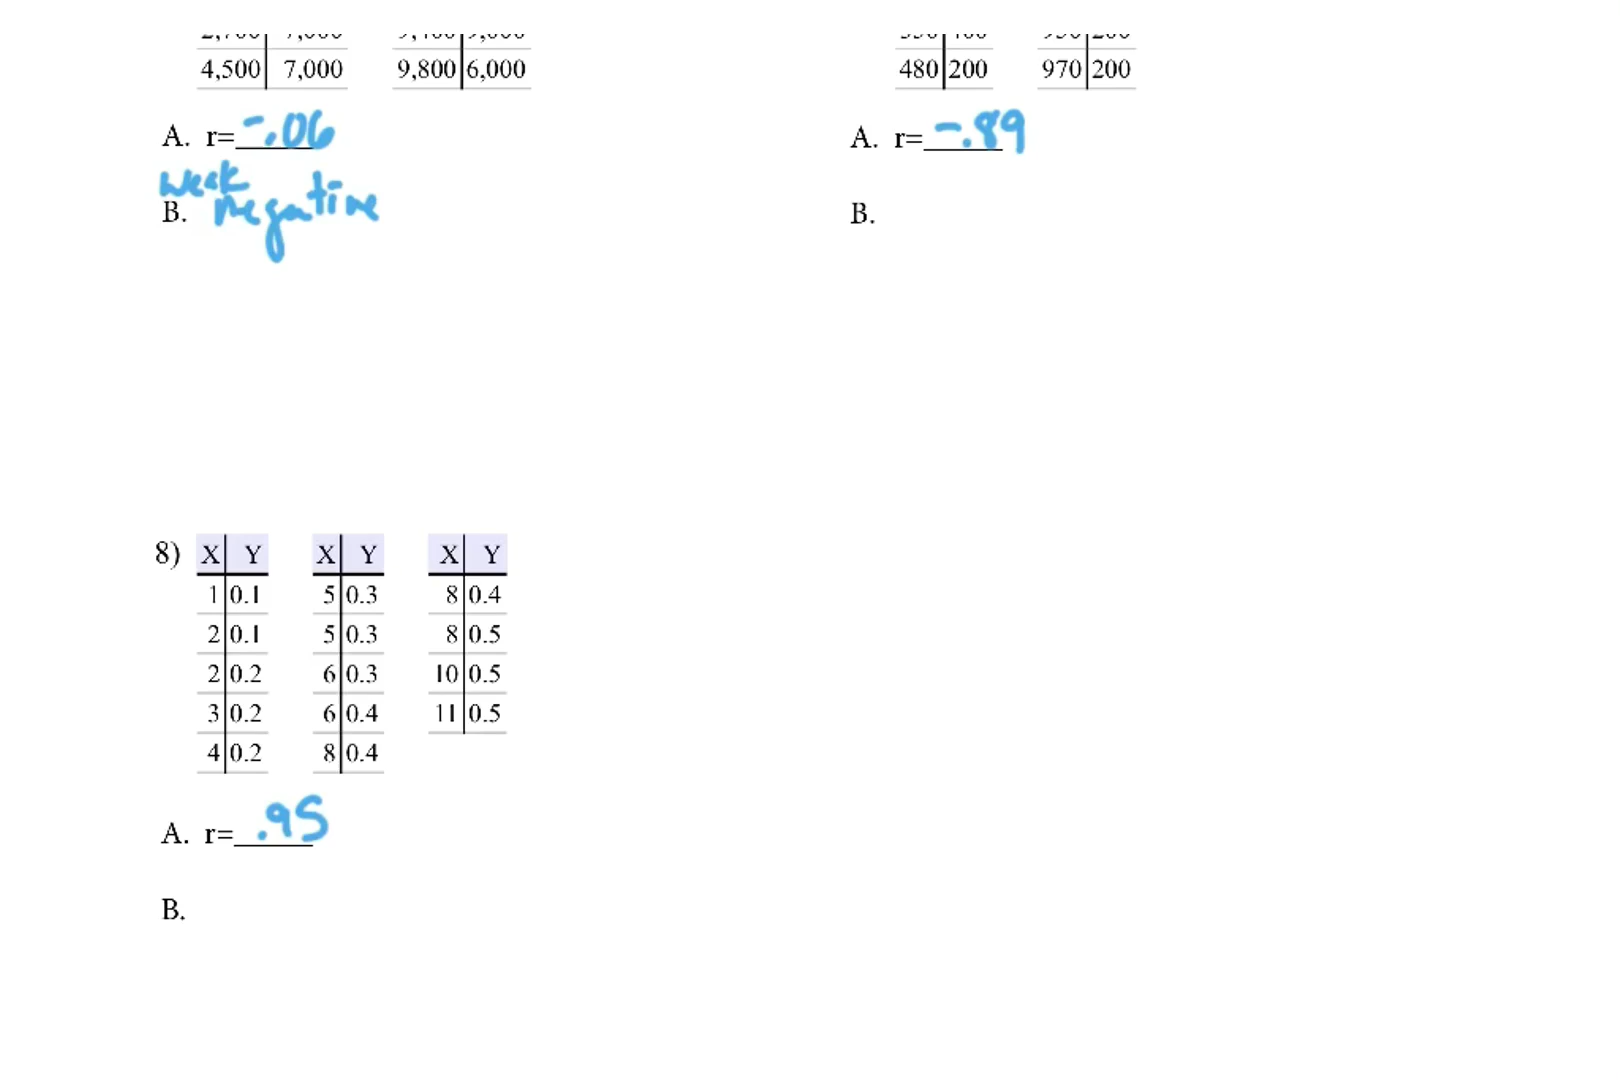 4,500 7,000 9,800 6,000
A. r= -.06
weak
B. negative
480 200 970 200
A. r= -.89
B.
8) X Y X Y X Y
1 0.1 5 0.3 8 0.4
2 0.1 5 0.3 8 0.5
2 0.2 6 0.3 10 0.5
3 0.2 6 0.4 11 0.5
4 0.2 8 0.4
A. r= .95
B.